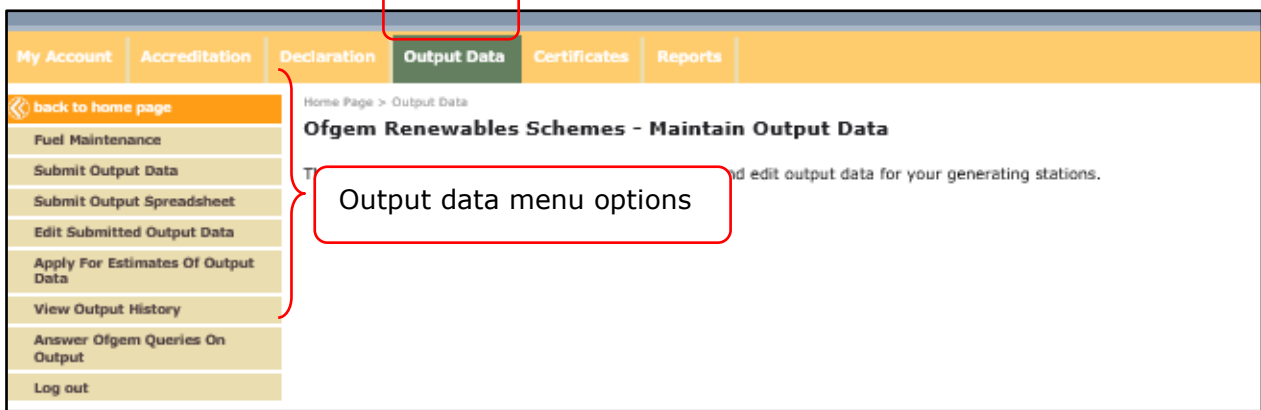 My Account Accreditation Declaration Output Data Certificates Reports
back to home page
Fuel Maintenance
Submit Output Data
Submit Output Spreadsheet
Edit Submitted Output Data
Apply For Estimates Of Output
Data
View Output History
Answer Ofgem Queries On
Output
Log out
Home Page > Output Data
Ofgem Renewables Schemes - Maintain Output Data
edit output data for your generating stations.
Output data menu options